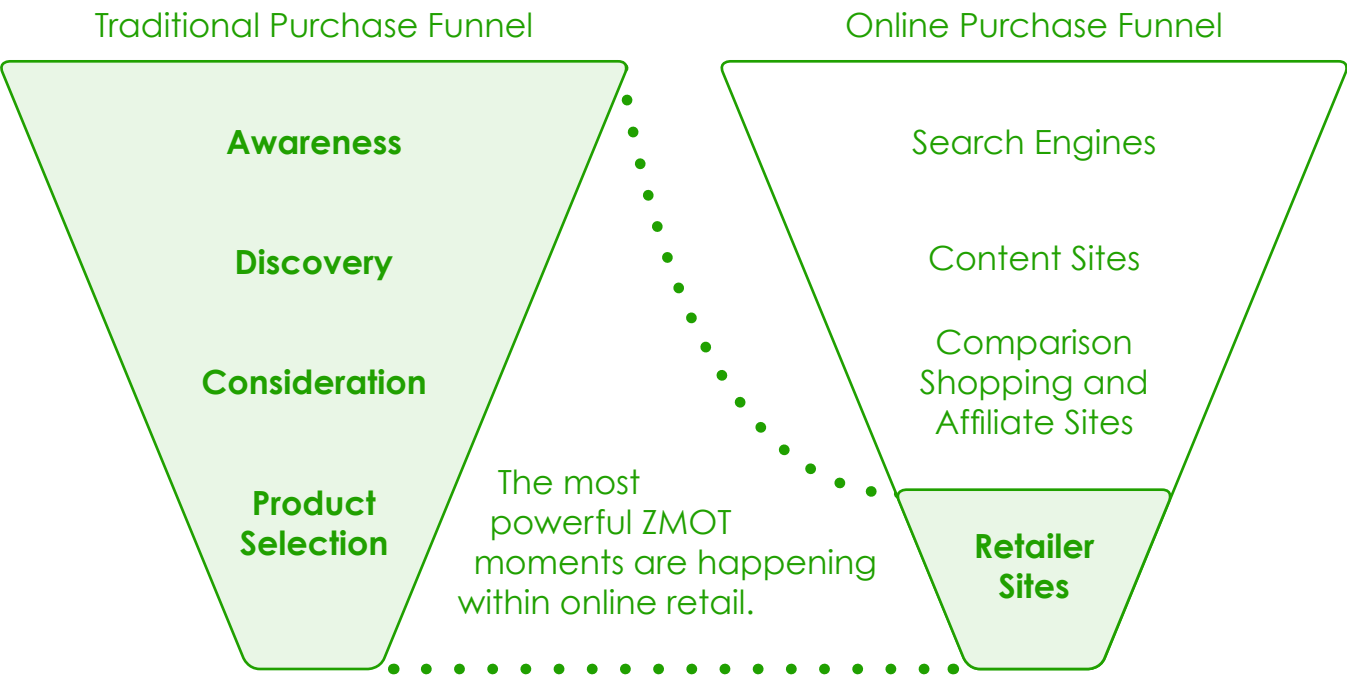 Traditional Purchase Funnel
Awareness
Discovery
Consideration
Product
Selection
The most
powerful ZMOT
moments are happening
within online retail.
Online Purchase Funnel
Search Engines
Content Sites
Comparison
Shopping and
Affiliate Sites
Retailer
Sites